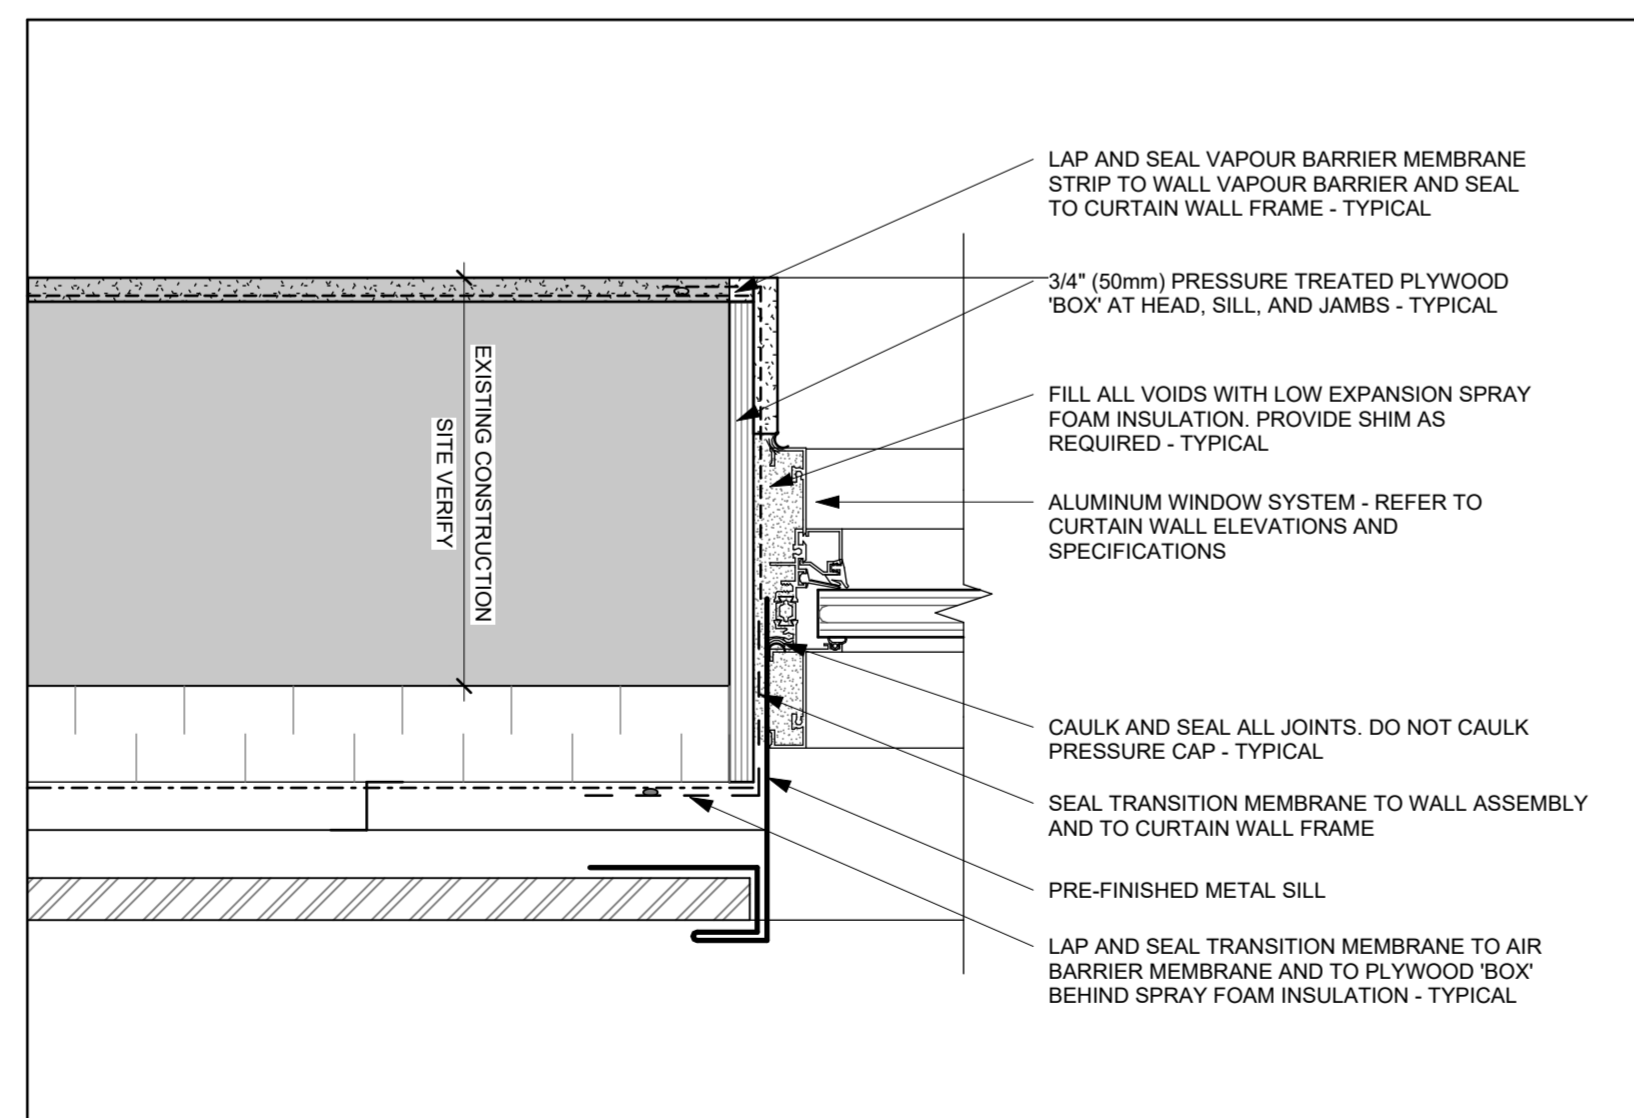 LAP AND SEAL VAPOUR BARRIER MEMBRANE
STRIP TO WALL VAPOUR BARRIER AND SEAL
TO CURTAIN WALL FRAME - TYPICAL
3/4" (50mm) PRESSURE TREATED PLYWOOD
'BOX' AT HEAD, SILL, AND JAMBS - TYPICAL
EXISTING CONSTRUCTION
SITE VERIFY
FILL ALL VOIDS WITH LOW EXPANSION SPRAY
FOAM INSULATION. PROVIDE SHIM AS
REQUIRED - TYPICAL
ALUMINUM WINDOW SYSTEM - REFER TO
CURTAIN WALL ELEVATIONS AND
SPECIFICATIONS
CAULK AND SEAL ALL JOINTS. DO NOT CAULK
PRESSURE CAP - TYPICAL
SEAL TRANSITION MEMBRANE TO WALL ASSEMBLY
AND TO CURTAIN WALL FRAME
PRE-FINISHED METAL SILL
LAP AND SEAL TRANSITION MEMBRANE TO AIR
BARRIER MEMBRANE AND TO PLYWOOD 'BOX'
BEHIND SPRAY FOAM INSULATION - TYPICAL